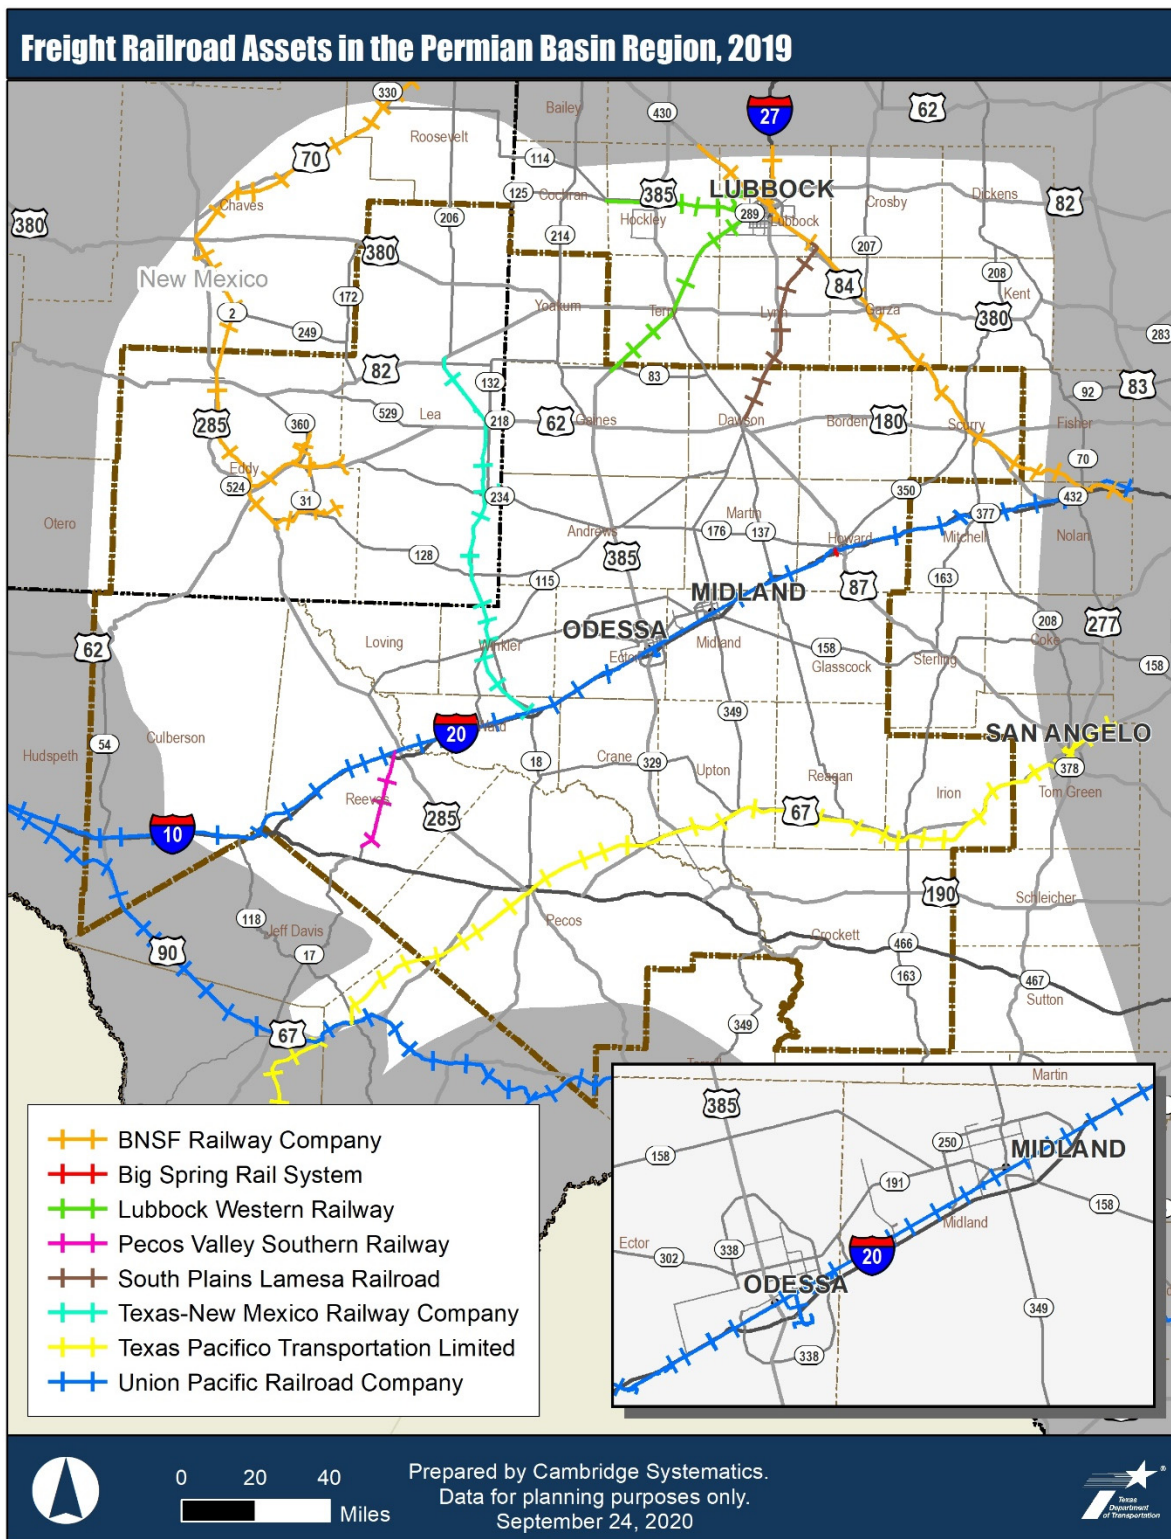 Freight Railroad Assets in the Permian Basin Region, 2019
330
Bailey
430
27
62
Roosevelt
70
114
385
LUBBOCK
125
Cochran
Dickens
Chaves
Hockley
289
Lubbock
Crosby
82
380
206
214
207
380
New Mexico
208
172
84
Kent
Yoakum
2
Terry
Lynn
Garza
380
249
283
82
132
83
83
92
529
Lea
218
62
Gaines
Dawson
Borden
180
Scurry
Fisher
285
360
Eddy
70
524
31
234
350
432
Otero
Andrews
Martin
377
176
137
Howard
Mitchell
Nolan
128
385
115
163
MIDLAND
87
62
ODESSA
208
277
Loving
Winkler
Ector
Midland
158
Glasscock
Sterling
Coke
158
349
20
Ward
SAN ANGELO
Culberson
54
Hudspeth
18
Crane
329
Upton
Reagan
378
Reeves
Irion
Tom Green
10
285
67
190
Schleicher
118
Jeff Davis
Pecos
Crockett
90
17
466
163
467
Sutton
67
349
BNSF Railway Company
Big Spring Rail System
Lubbock Western Railway
Pecos Valley Southern Railway
South Plains Lamesa Railroad
Texas-New Mexico Railway Company
Texas Pacifico Transportation Limited
Union Pacific Railroad Company
Martin
385
250
MIDLAND
158
191
158
Ector
338
Midland
302
20
ODESSA
349
338
0 20 40
Miles
Prepared by Cambridge Systematics.
Data for planning purposes only.
September 24, 2020
Texas
Department
of Transportation